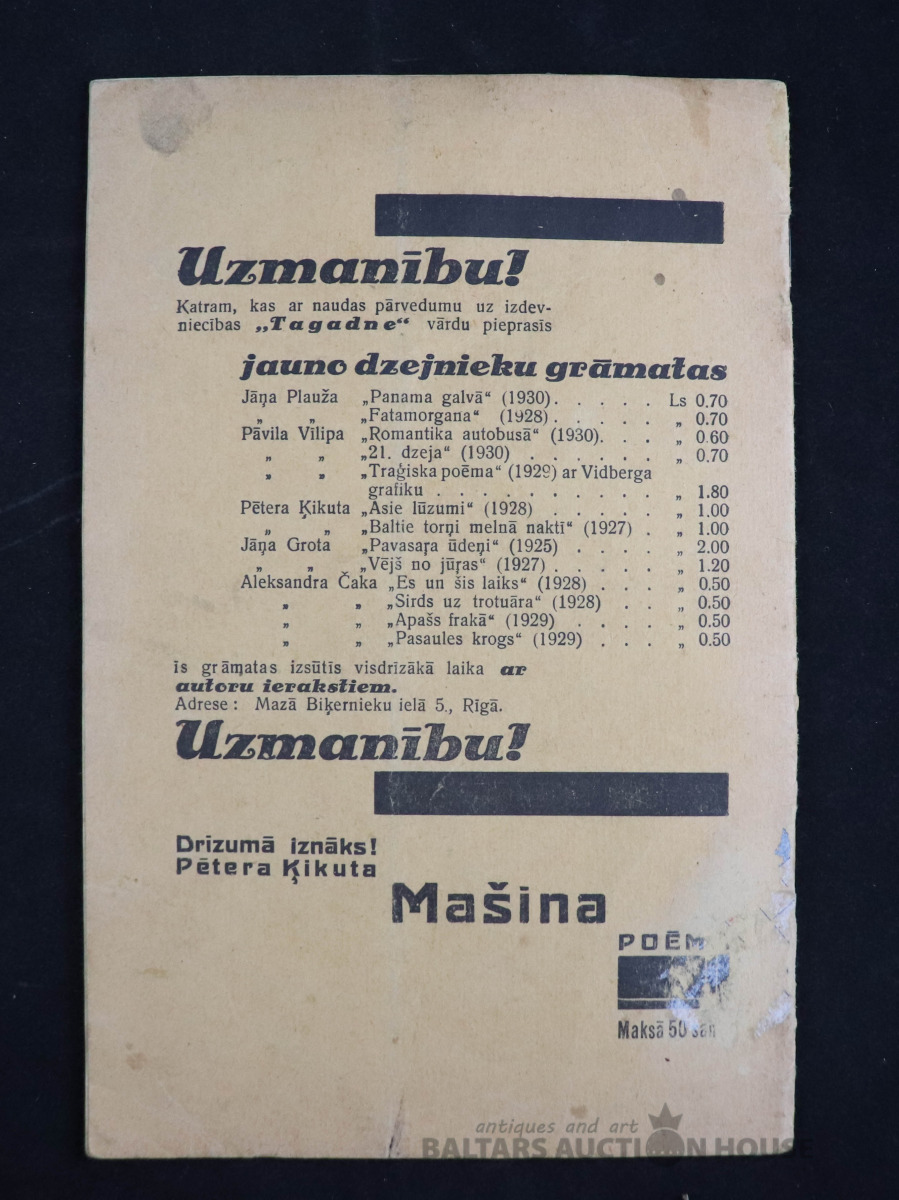 Uzmanību!
Katram, kas ar naudas pārvedumu uz izdev-
niecības „Tagadne“ vārdu pieprasīs
jauno dzejnieku grāmatas
Jāņa Plauža „Panama galvā“ (1930) . . . . . Ls 0.70
„ „ „Fatamorgana“ (1928) . . . . . „ 0.70
Pāvila Vīlipa „Romantika autobusā“ (1930). . . „ 0.60
„ „ „21. dzeja“ (1930) . . . . . . „ 0.70
„ „ „Traģiska poēma“ (1929) ar Vidberga
grafiku . . . . . . . . . . „ 1.80
Pētera Ķikuta „Asie lūzumi“ (1928) . . . . . „ 1.00
„ „ „Baltie torņi melnā naktī“ (1927) . „ 1.00
Jāņa Grota „Pavasaŗa ūdeņi“ (1925) . . . . „ 2.00
„ „ „Vējš no jūŗas“ (1927) . . . . . „ 1.20
Aleksandra Čaka „Es un šis laiks“ (1928) . . . „ 0.50
„ „ „Sirds uz trotuāra“ (1928) . . „ 0.50
„ „ „Apašs frakā“ (1929) . . . . „ 0.50
„ „ „Pasaules krogs“ (1929) . . . „ 0.50
īs grāmatas izsūtīs visdrīzākā laika ar
autoru ierakstiem.
Adrese: Mazā Biķernieku ielā 5., Rīgā.
Uzmanību!
Drīzumā iznāks!
Pētera Ķikuta
Mašina
POĒM
Maksā 50 san
antiques and art
BALTARS AUCTION HOUSE